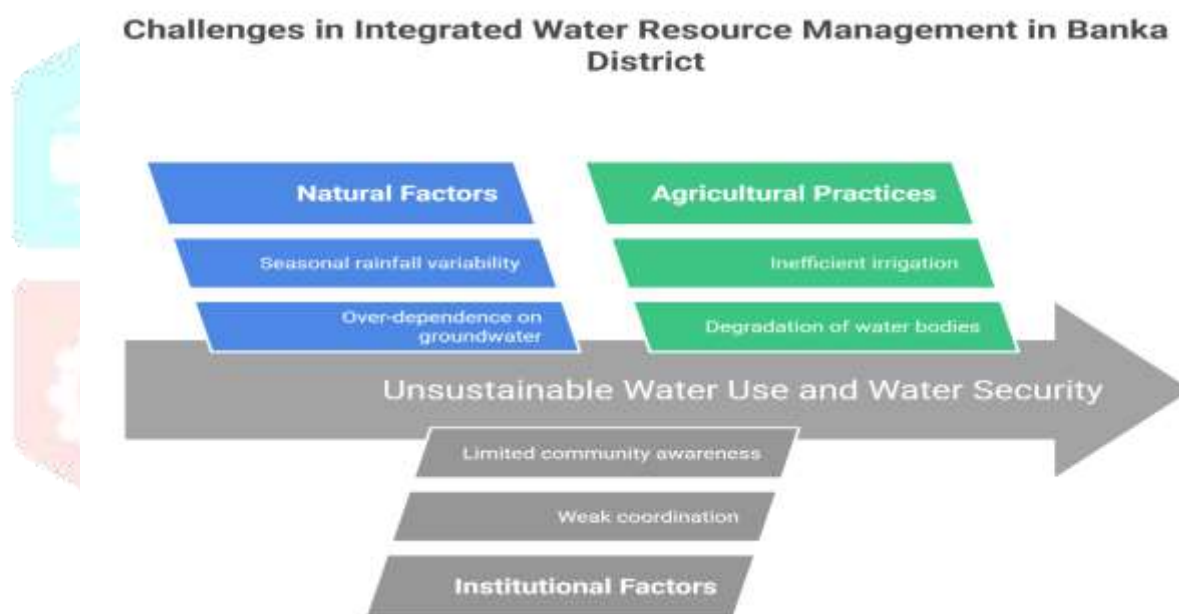 Challenges in Integrated Water Resource Management in Banka
District
Natural Factors
Agricultural Practices
Seasonal rainfall variability
Inefficient irrigation
Over-dependence on
groundwater
Degradation of water bodies
Unsustainable Water Use and Water Security
Limited community awareness
Weak coordination
Institutional Factors